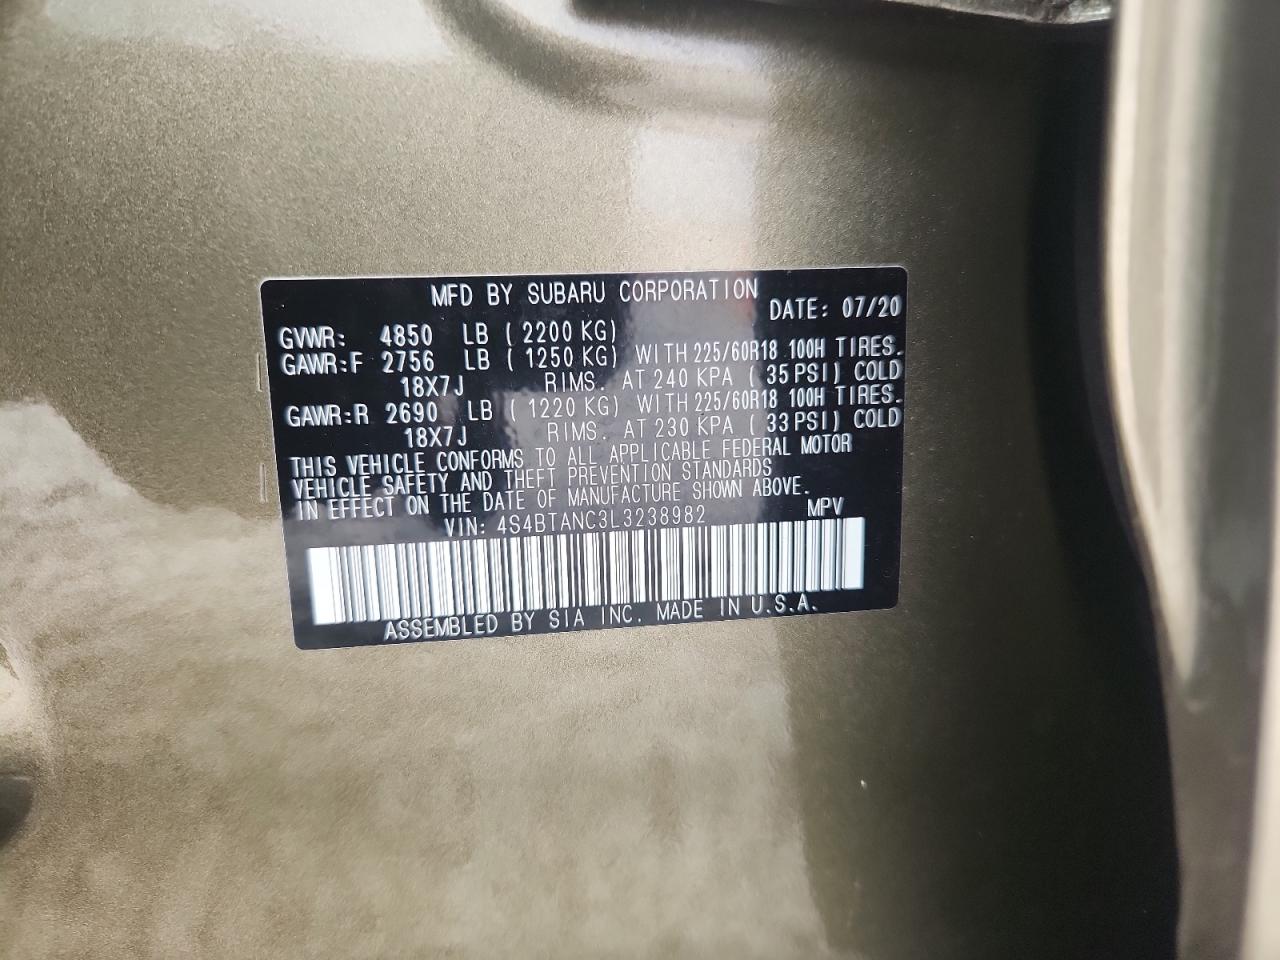 MFD BY SUBARU CORPORATION
DATE: 07/20
GVWR: 4850 LB ( 2200 KG)
GAWR:F 2756 LB ( 1250 KG) WITH 225/60R18 100H TIRES.
18X7J RIMS. AT 240 KPA ( 35 PSI) COLD
GAWR:R 2690 LB ( 1220 KG) WITH 225/60R18 100H TIRES.
18X7J RIMS. AT 230 KPA ( 33 PSI) COLD
THIS VEHICLE CONFORMS TO ALL APPLICABLE FEDERAL MOTOR
VEHICLE SAFETY AND THEFT PREVENTION STANDARDS
IN EFFECT ON THE DATE OF MANUFACTURE SHOWN ABOVE.
VIN: 4S4BTANC3L3238982 MPV
ASSEMBLED BY SIA INC. MADE IN U.S.A.